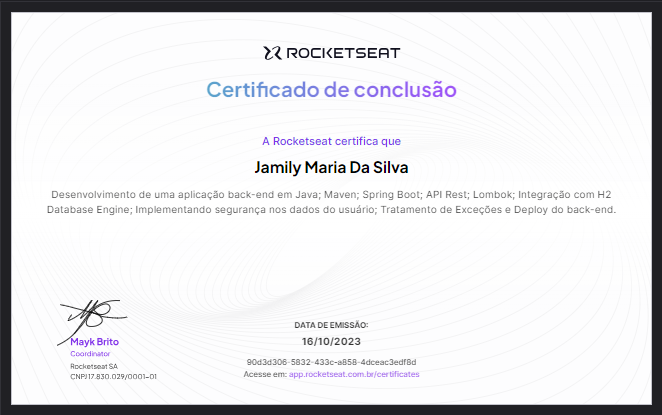 ROCKETSEAT
Certificado de conclusão
A Rocketseat certifica que
Jamily Maria Da Silva
Desenvolvimento de uma aplicação back-end em Java; Maven; Spring Boot; API Rest; Lombok; Integração com H2
Database Engine; Implementando segurança nos dados do usuário; Tratamento de Exceções e Deploy do back-end.
Mayk Brito
Coordinator
Rocketseat SA
CNPJ17.830.029/0001-01
DATA DE EMISSÃO:
16/10/2023
90d3d306-5832-433c-a858-4dceac3edf8d
Acesse em: app.rocketseat.com.br/certificates